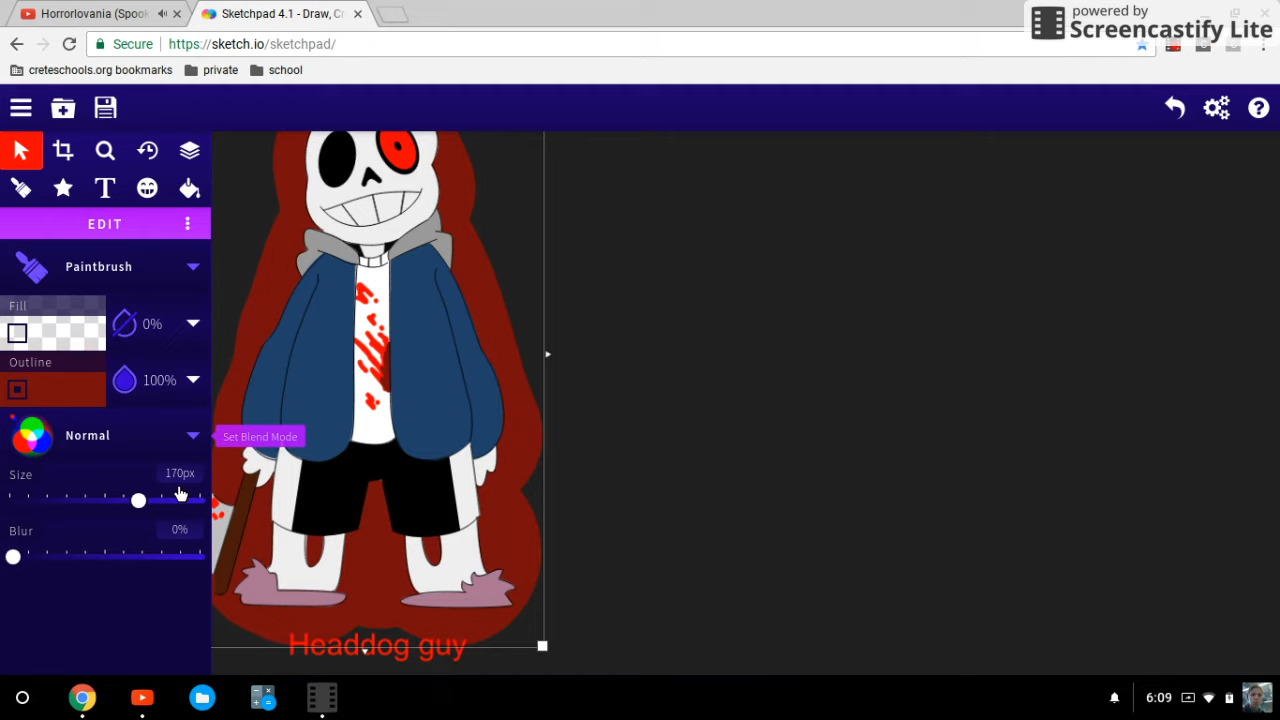 Horrorlovania (Spook
Sketchpad 4.1 - Draw, Cr
powered by
Screencastify Lite
Secure
https://sketch.io/sketchpad/
creteschools.org bookmarks
private
school
T
EDIT
Paintbrush
Fill
0%
Outline
100%
Normal
Set Blend Mode
Size
170px
Blur
0%
Headdog guy
6:09